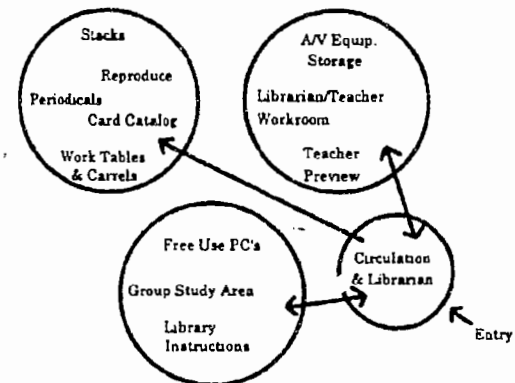 Stacks
Reproduce
Periodicals
Card Catalog
Work Tables
& Carrels
A/V Equip.
Storage
Librarian/Teacher
Workroom
Teacher
Preview
Free Use PC's
Group Study Area
Library
Instructions
Circulation
& Librarian
Entry